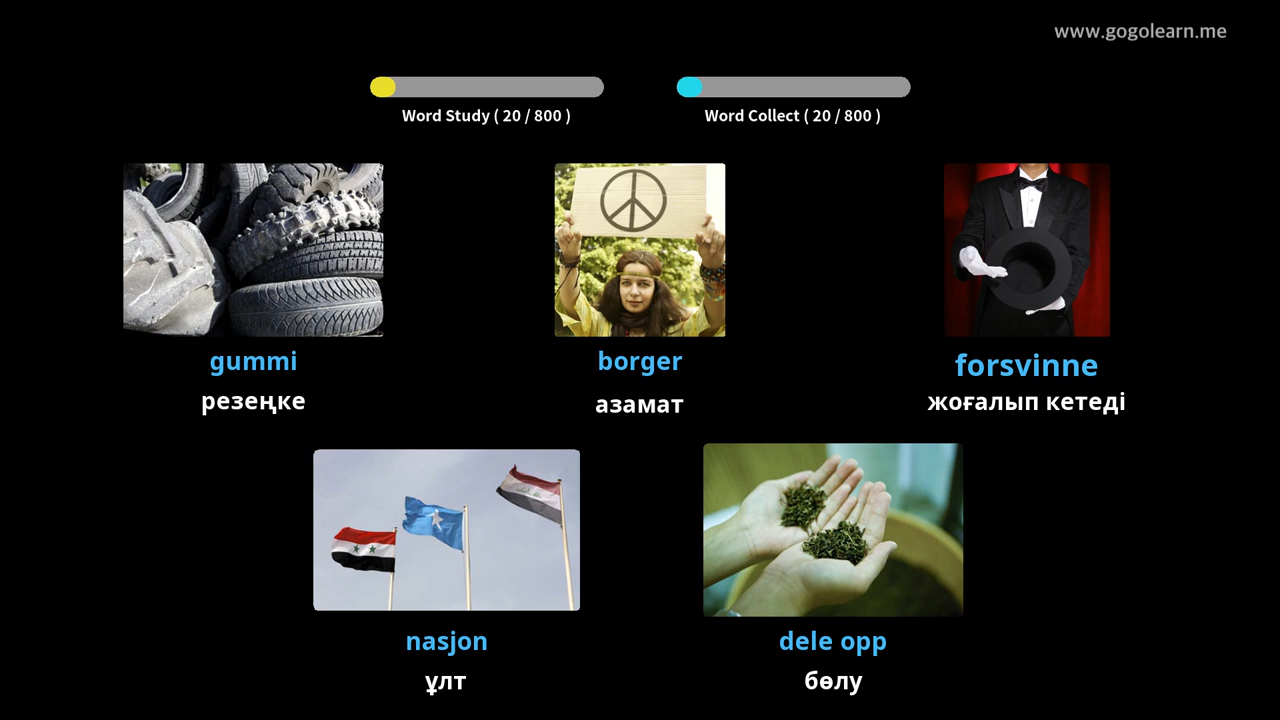 www.gogolearn.me
Word Study ( 20 / 800 )
Word Collect ( 20 / 800 )
gummi
резеңке
borger
азамат
forsvinne
жоғалып кетеді
nasjon
ұлт
dele opp
бөлу